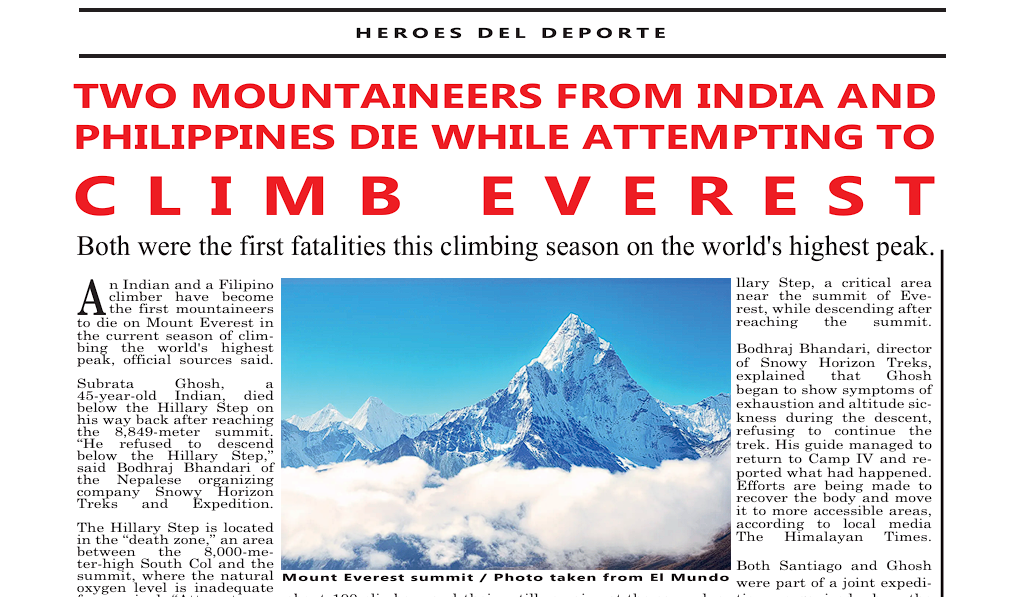 HEROES DEL DEPORTE
TWO MOUNTAINEERS FROM INDIA AND
PHILIPPINES DIE WHILE ATTEMPTING TO
CLIMB EVEREST
Both were the first fatalities this climbing season on the world's highest peak.
An Indian and a Filipino
climber have become
the first mountaineers
to die on Mount Everest in
the current season of clim-
bing the world's highest
peak, official sources said.
Subrata Ghosh, a
45-year-old Indian, died
below the Hillary Step on
his way back after reaching
the 8,849-meter summit.
“He refused to descend
below the Hillary Step,”
said Bodhraj Bhandari of
the Nepalese organizing
company Snowy Horizon
Treks and Expedition.
The Hillary Step is located
in the “death zone,” an area
between the 8,000-me-
ter-high South Col and the
summit, where the natural
oxygen level is inadequate
Mount Everest summit / Photo taken from El Mundo
llary Step, a critical area
near the summit of Eve-
rest, while descending after
reaching the summit.
Bodhraj Bhandari, director
of Snowy Horizon Treks,
explained that Ghosh
began to show symptoms of
exhaustion and altitude sic-
kness during the descent,
refusing to continue the
trek. His guide managed to
return to Camp IV and re-
ported what had happened.
Efforts are being made to
recover the body and move
it to more accessible areas,
according to local media
The Himalayan Times.
Both Santiago and Ghosh
were part of a joint expedi-